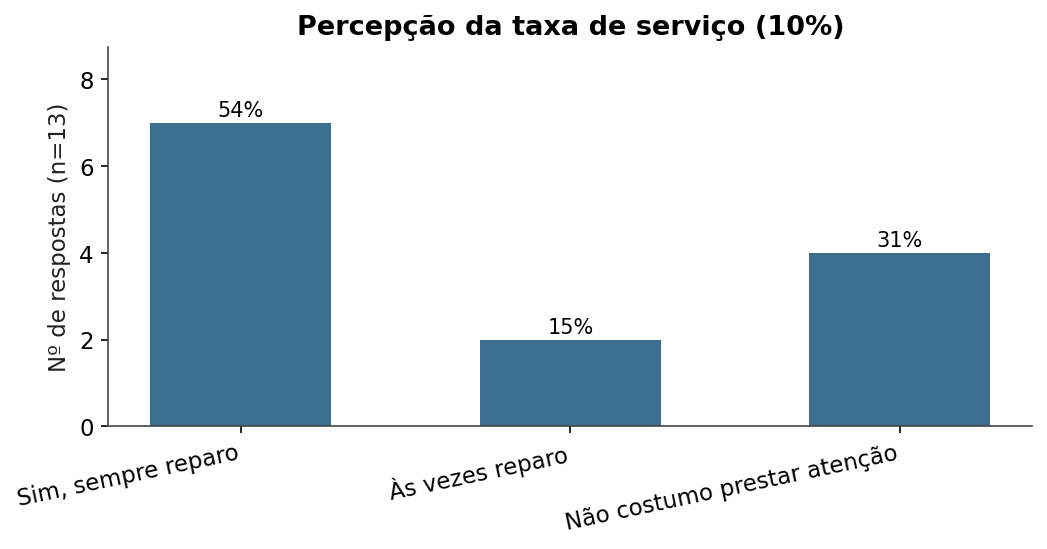 Percepção da taxa de serviço (10%)
Nº de respostas (n=13)
8
6
4
2
0
54%
15%
31%
Sim, sempre reparo
Às vezes reparo
Não costumo prestar atenção